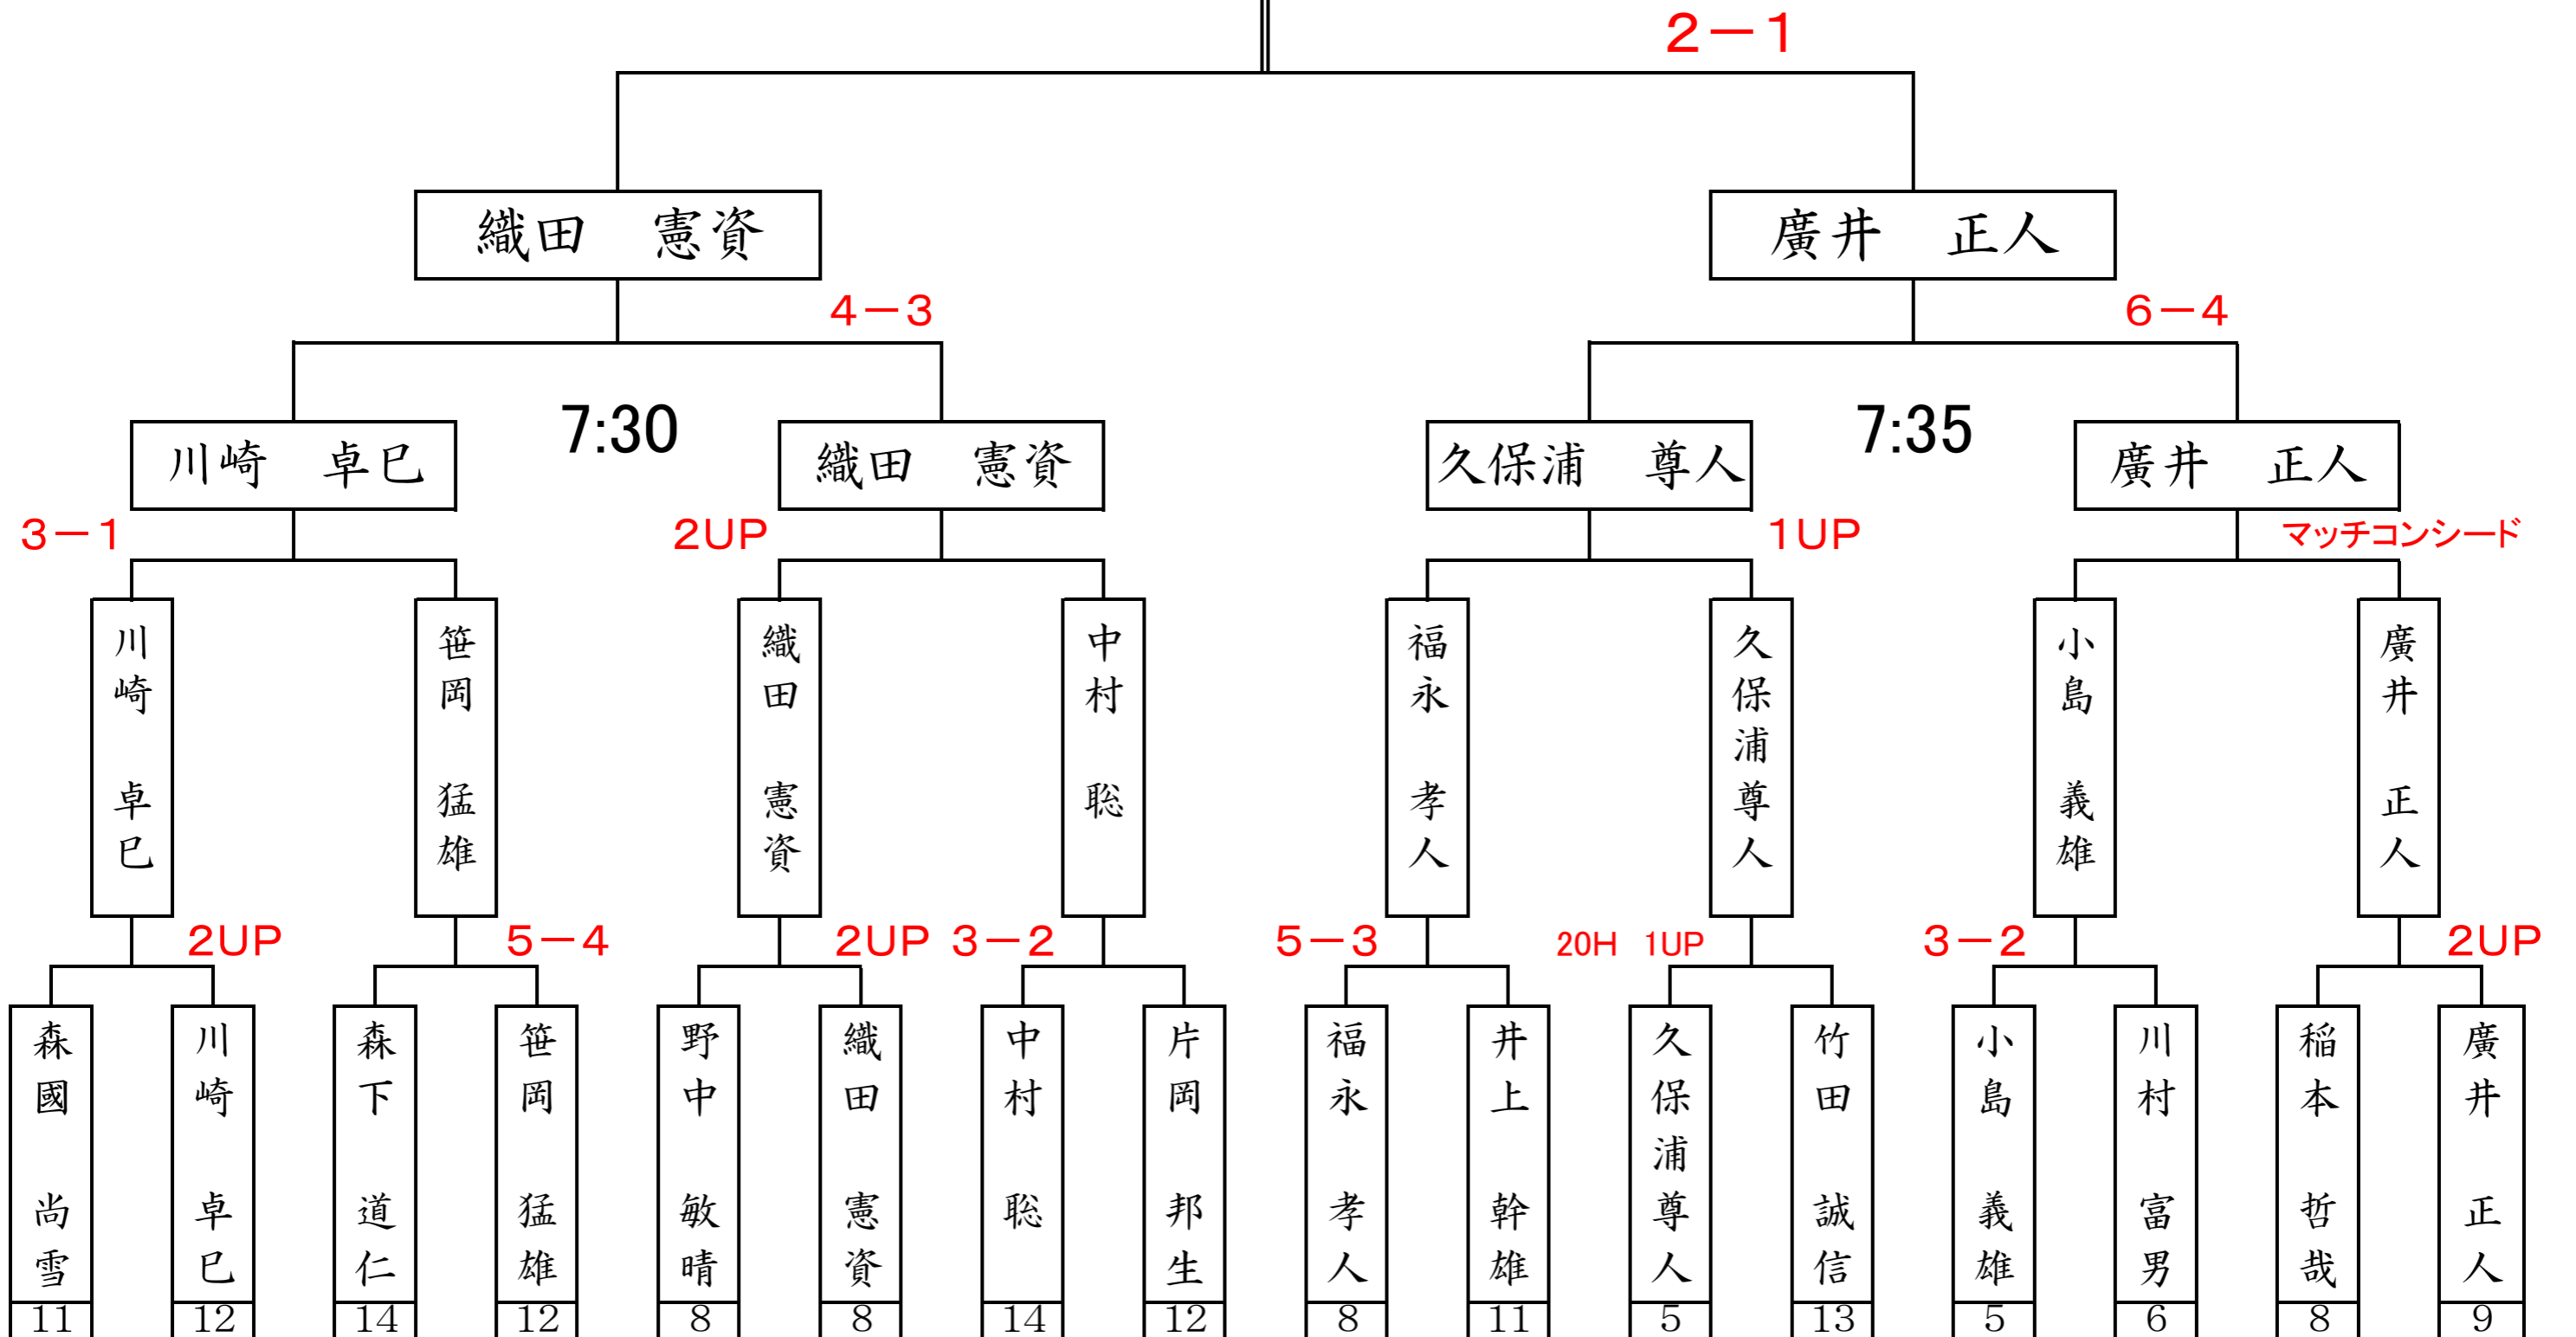 2-1
織田　憲資
廣井　正人
4-3
6-4
7:30
7:35
川崎　卓巳
織田　憲資
久保浦　尊人
廣井　正人
3-1
2UP
1UP
マッチコンシード
川崎　卓巳
笹岡　猛雄
織田　憲資
中村　聡
福永　孝人
久保浦尊人
小島　義雄
廣井　正人
2UP
5-4
2UP
3-2
5-3
20H 1UP
3-2
2UP
森國　尚雪
川崎　卓巳
森下　道仁
笹岡　猛雄
野中　敏晴
織田　憲資
中村　聡
片岡　邦生
福永　孝人
井上　幹雄
久保浦尊人
竹田　誠信
小島　義雄
川村　富男
稲本　哲哉
廣井　正人
11
12
14
12
8
8
14
12
8
11
5
13
5
6
8
9